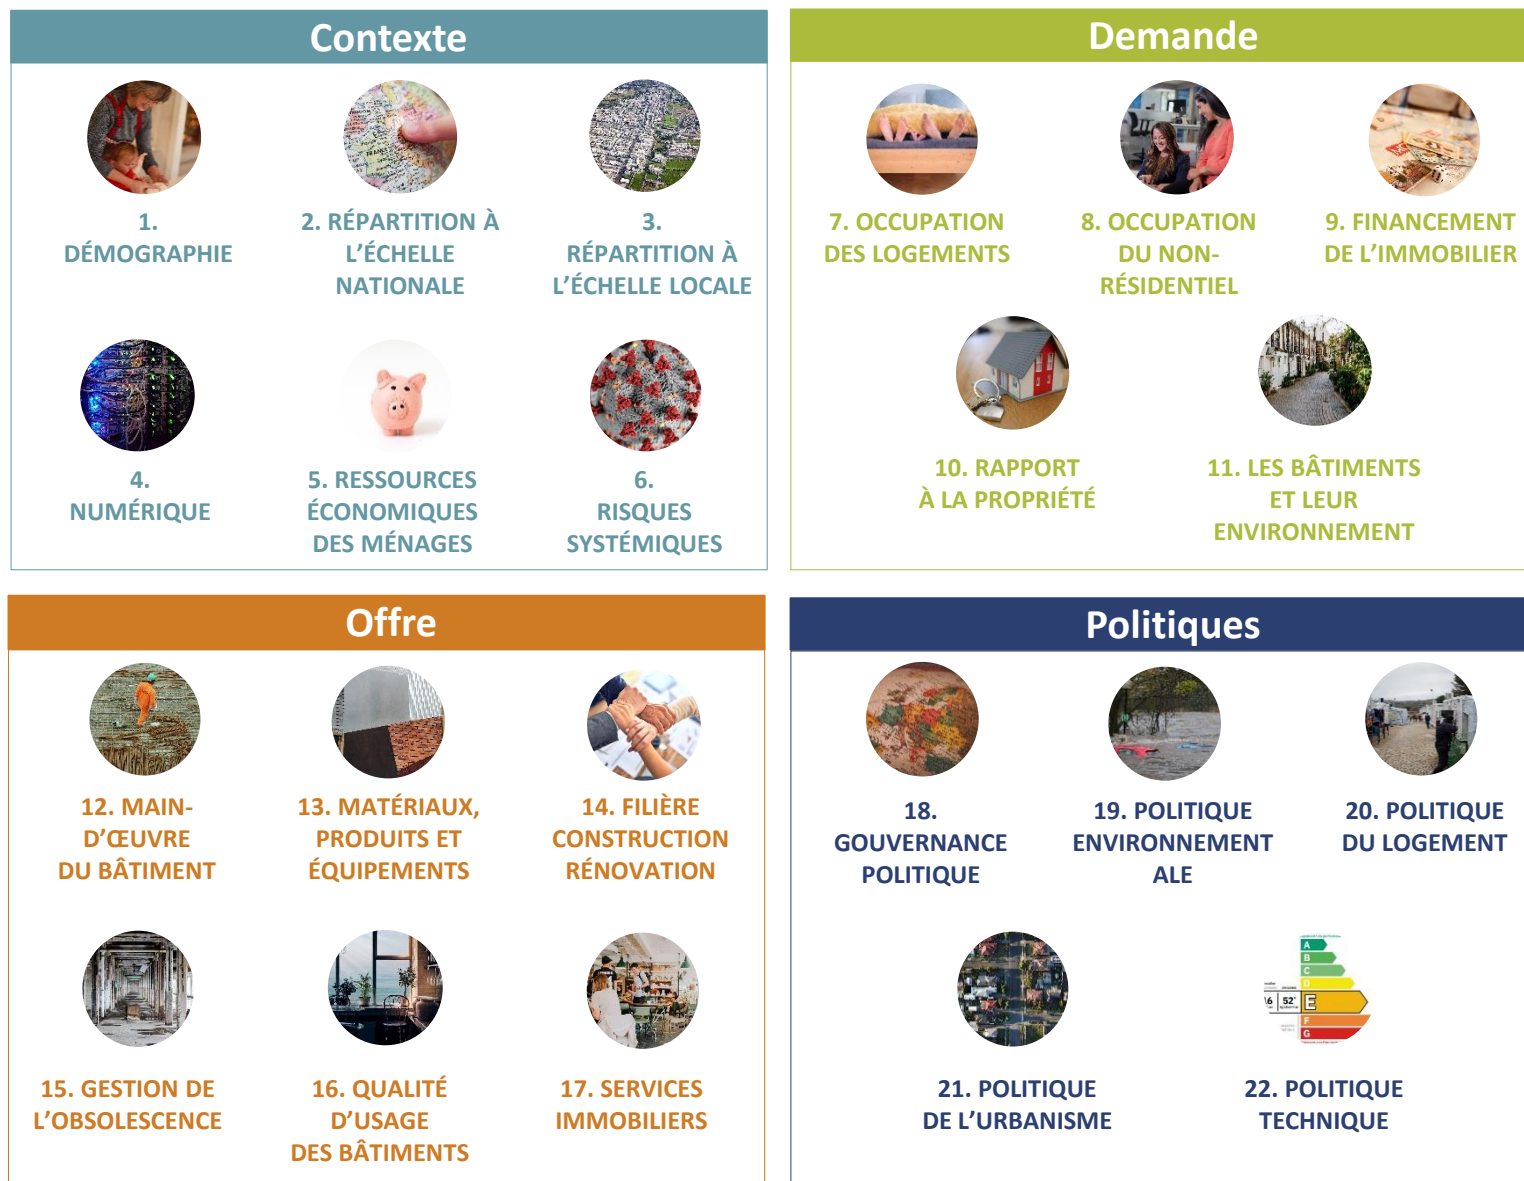 Contexte
1.
DÉMOGRAPHIE
2. RÉPARTITION À
L’ÉCHELLE
NATIONALE
3.
RÉPARTITION À
L’ÉCHELLE LOCALE
4.
NUMÉRIQUE
5. RESSOURCES
ÉCONOMIQUES
DES MÉNAGES
6.
RISQUES
SYSTÉMIQUES
Demande
7. OCCUPATION
DES LOGEMENTS
8. OCCUPATION
DU NON-
RÉSIDENTIEL
9. FINANCEMENT
DE L’IMMOBILIER
10. RAPPORT
À LA PROPRIÉTÉ
11. LES BÂTIMENTS
ET LEUR
ENVIRONNEMENT
Offre
12. MAIN-
D’ŒUVRE
DU BÂTIMENT
13. MATÉRIAUX,
PRODUITS ET
ÉQUIPEMENTS
14. FILIÈRE
CONSTRUCTION
RÉNOVATION
15. GESTION DE
L’OBSOLESCENCE
16. QUALITÉ
D’USAGE
DES BÂTIMENTS
17. SERVICES
IMMOBILIERS
Politiques
18.
GOUVERNANCE
POLITIQUE
19. POLITIQUE
ENVIRONNEMENT
ALE
20. POLITIQUE
DU LOGEMENT
21. POLITIQUE
DE L’URBANISME
A
B
C
D
52*
E
F
G
22. POLITIQUE
TECHNIQUE